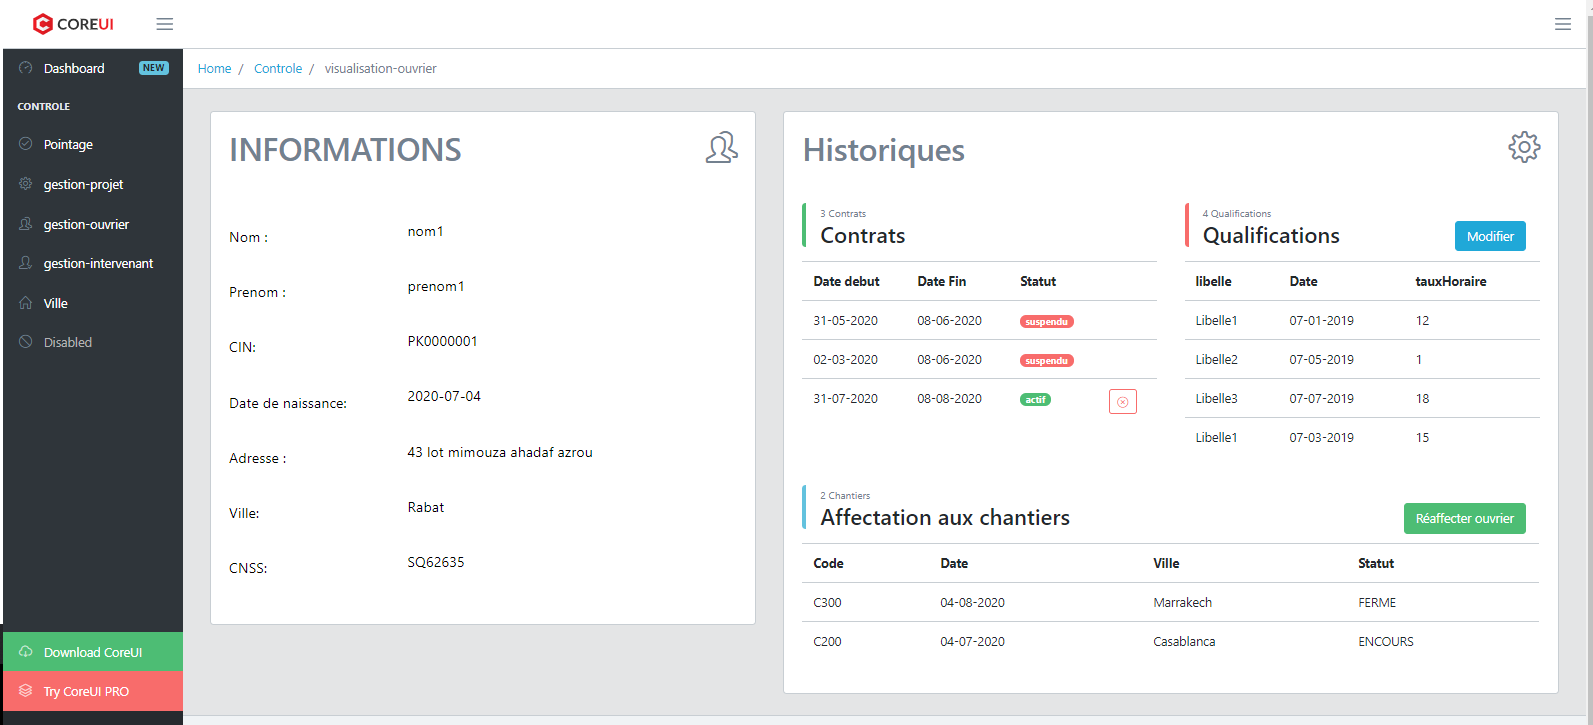 COREUI
Dashboard NEW
CONTROLE
Pointage
gestion-projet
gestion-ouvrier
gestion-intervenant
Ville
Disabled
Download CoreUI
Try CoreUI PRO
Home / Controle / visualisation-ouvrier
INFORMATIONS
Nom : nom1
Prenom : prenom1
CIN: PK0000001
Date de naissance: 2020-07-04
Adresse : 43 lot mimouza ahadaf azrou
Ville: Rabat
CNSS: SQ62635
Historiques
3 Contrats
Contrats
Date debut Date Fin Statut
31-05-2020 08-06-2020 suspendu
02-03-2020 08-06-2020 suspendu
31-07-2020 08-08-2020 actif
4 Qualifications
Qualifications Modifier
libelle Date tauxHoraire
Libelle1 07-01-2019 12
Libelle2 07-05-2019 1
Libelle3 07-07-2019 18
Libelle1 07-03-2019 15
2 Chantiers
Affectation aux chantiers Réaffecter ouvrier
Code Date Ville Statut
C300 04-08-2020 Marrakech FERME
C200 04-07-2020 Casablanca ENCOURS